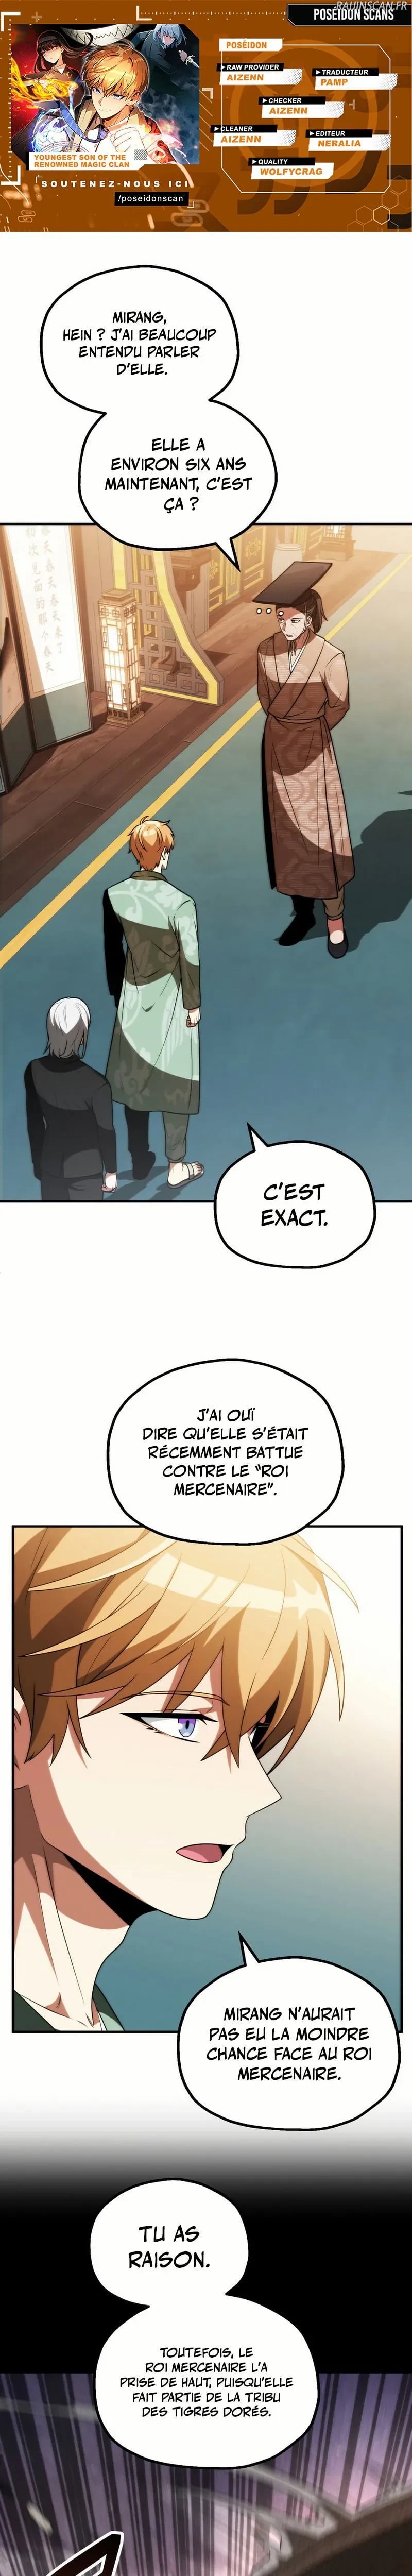 RAIJINSCAN.FR
POSÉIDON SCANS
POSÉIDON
►RAW PROVIDER
AIZENN
►TRADUCTEUR
PAMP
►CHECKER
AIZENN
►CLEANER
AIZENN
►EDITEUR
NERALIA
►QUALITY
WOLFYCRAG
YOUNGEST SON OF THE
RENOWNED MAGIC CLAN
SOUTENEZ-NOUS ICI
/poseidonscan
MIRANG,
HEIN ? J'AI BEAUCOUP
ENTENDU PARLER
D'ELLE.
ELLE A
ENVIRON SIX ANS
MAINTENANT, C'EST
ÇA ?
C'EST
EXACT.
J'AI OUÏ
DIRE QU'ELLE S'ÉTAIT
RÉCEMMENT BATTUE
CONTRE LE "ROI
MERCENAIRE".
MIRANG N'AURAIT
PAS EU LA MOINDRE
CHANCE FACE AU ROI
MERCENAIRE.
TU AS
RAISON.
TOUTEFOIS, LE
ROI MERCENAIRE L'A
PRISE DE HAUT, PUISQU'ELLE
FAIT PARTIE DE LA TRIBU
DES TIGRES DORÉS.